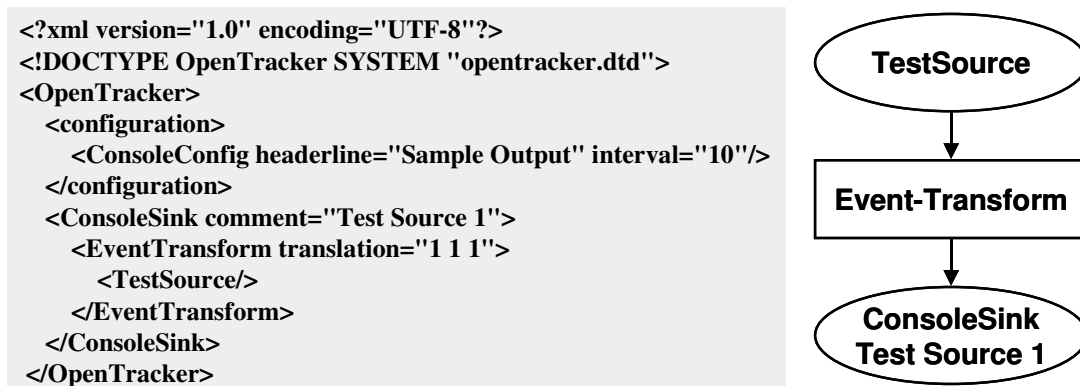 <?xml version="1.0" encoding="UTF-8"?>
<!DOCTYPE OpenTracker SYSTEM "opentracker.dtd">
<OpenTracker>
<configuration>
<ConsoleConfig headerline="Sample Output" interval="10"/>
</configuration>
<ConsoleSink comment="Test Source 1">
<EventTransform translation="1 1 1">
<TestSource/>
</EventTransform>
</ConsoleSink>
</OpenTracker>
TestSource
Event-Transform
ConsoleSink
Test Source 1